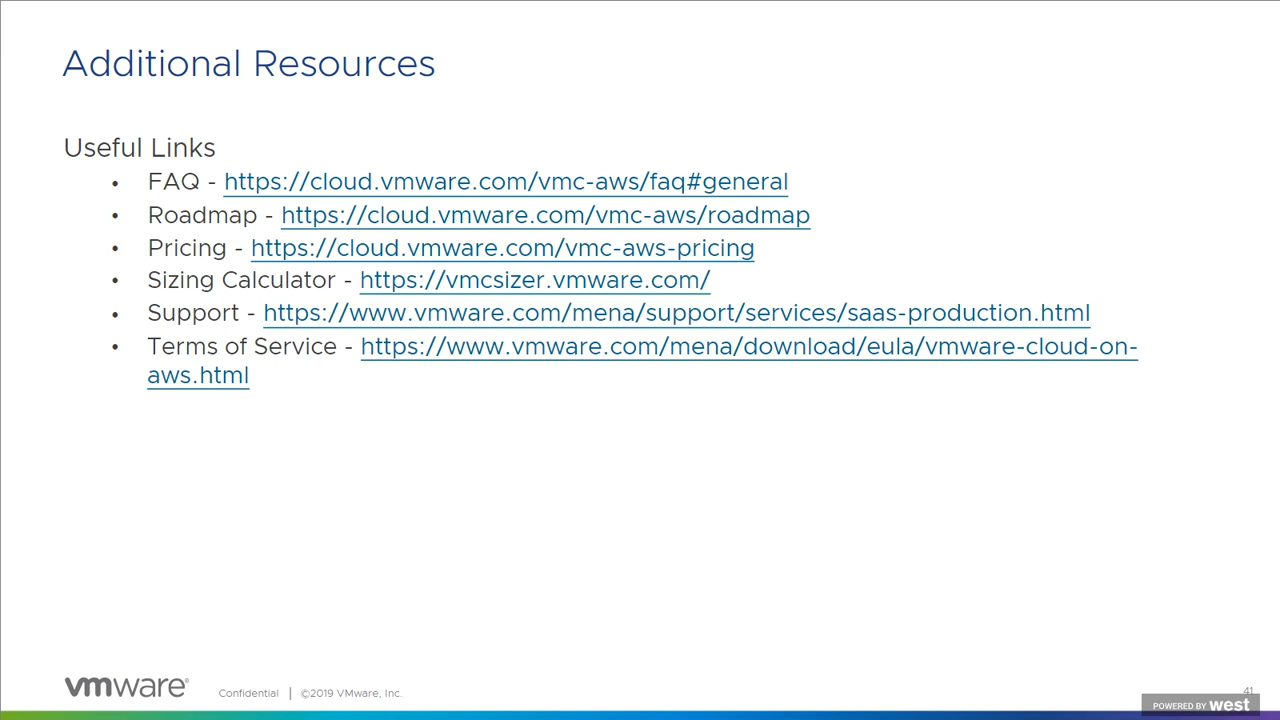 Additional Resources
Useful Links
• FAQ - https://cloud.vmware.com/vmc-aws/faq#general
• Roadmap - https://cloud.vmware.com/vmc-aws/roadmap
• Pricing - https://cloud.vmware.com/vmc-aws-pricing
• Sizing Calculator - https://vmcsizer.vmware.com/
• Support - https://www.vmware.com/mena/support/services/saas-production.html
• Terms of Service - https://www.vmware.com/mena/download/eula/vmware-cloud-on-
aws.html
vmware® Confidential | ©2019 VMware, Inc.
41
POWERED BY west